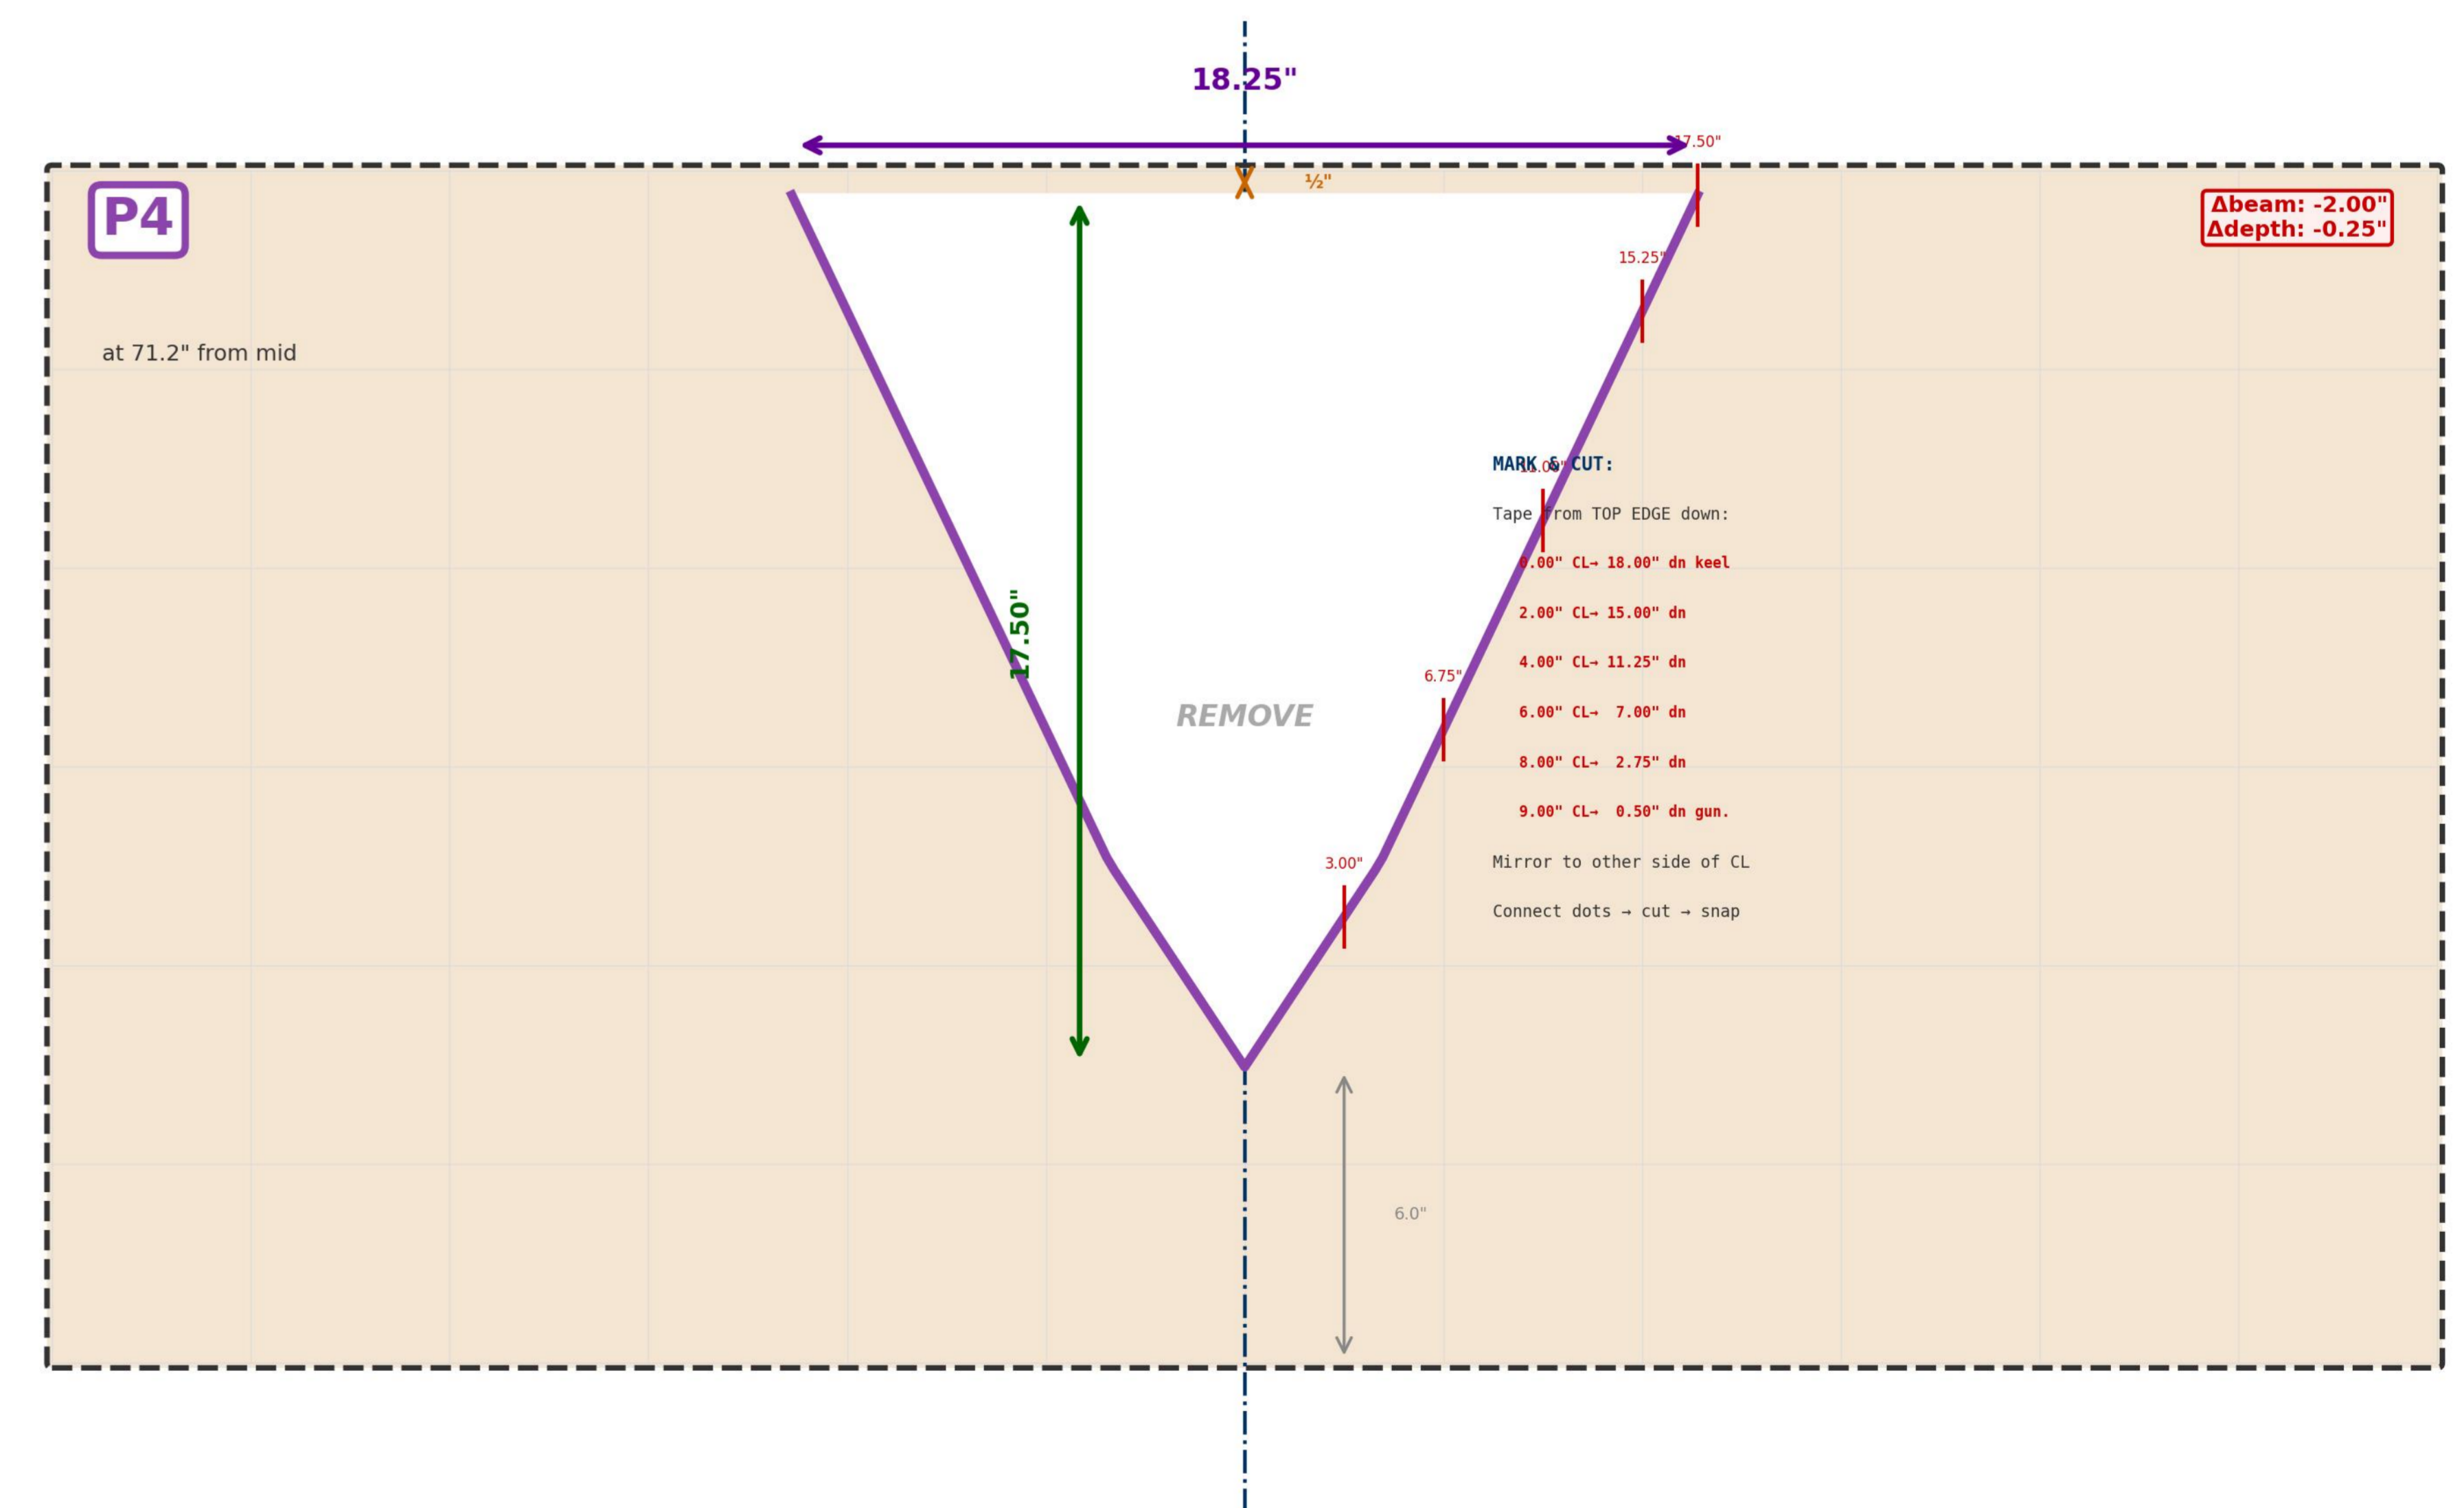 18.25"
17.50"
½"
P4
Δbeam: -2.00"
Δdepth: -0.25"
15.25"
at 71.2" from mid
MARK & CUT:
11.00"
Tape from TOP EDGE down:
0.00" CL→ 18.00" dn keel
2.00" CL→ 15.00" dn
17.50"
4.00" CL→ 11.25" dn
6.75"
6.00" CL→  7.00" dn
REMOVE
8.00" CL→  2.75" dn
9.00" CL→  0.50" dn gun.
3.00"
Mirror to other side of CL
Connect dots → cut → snap
6.0"